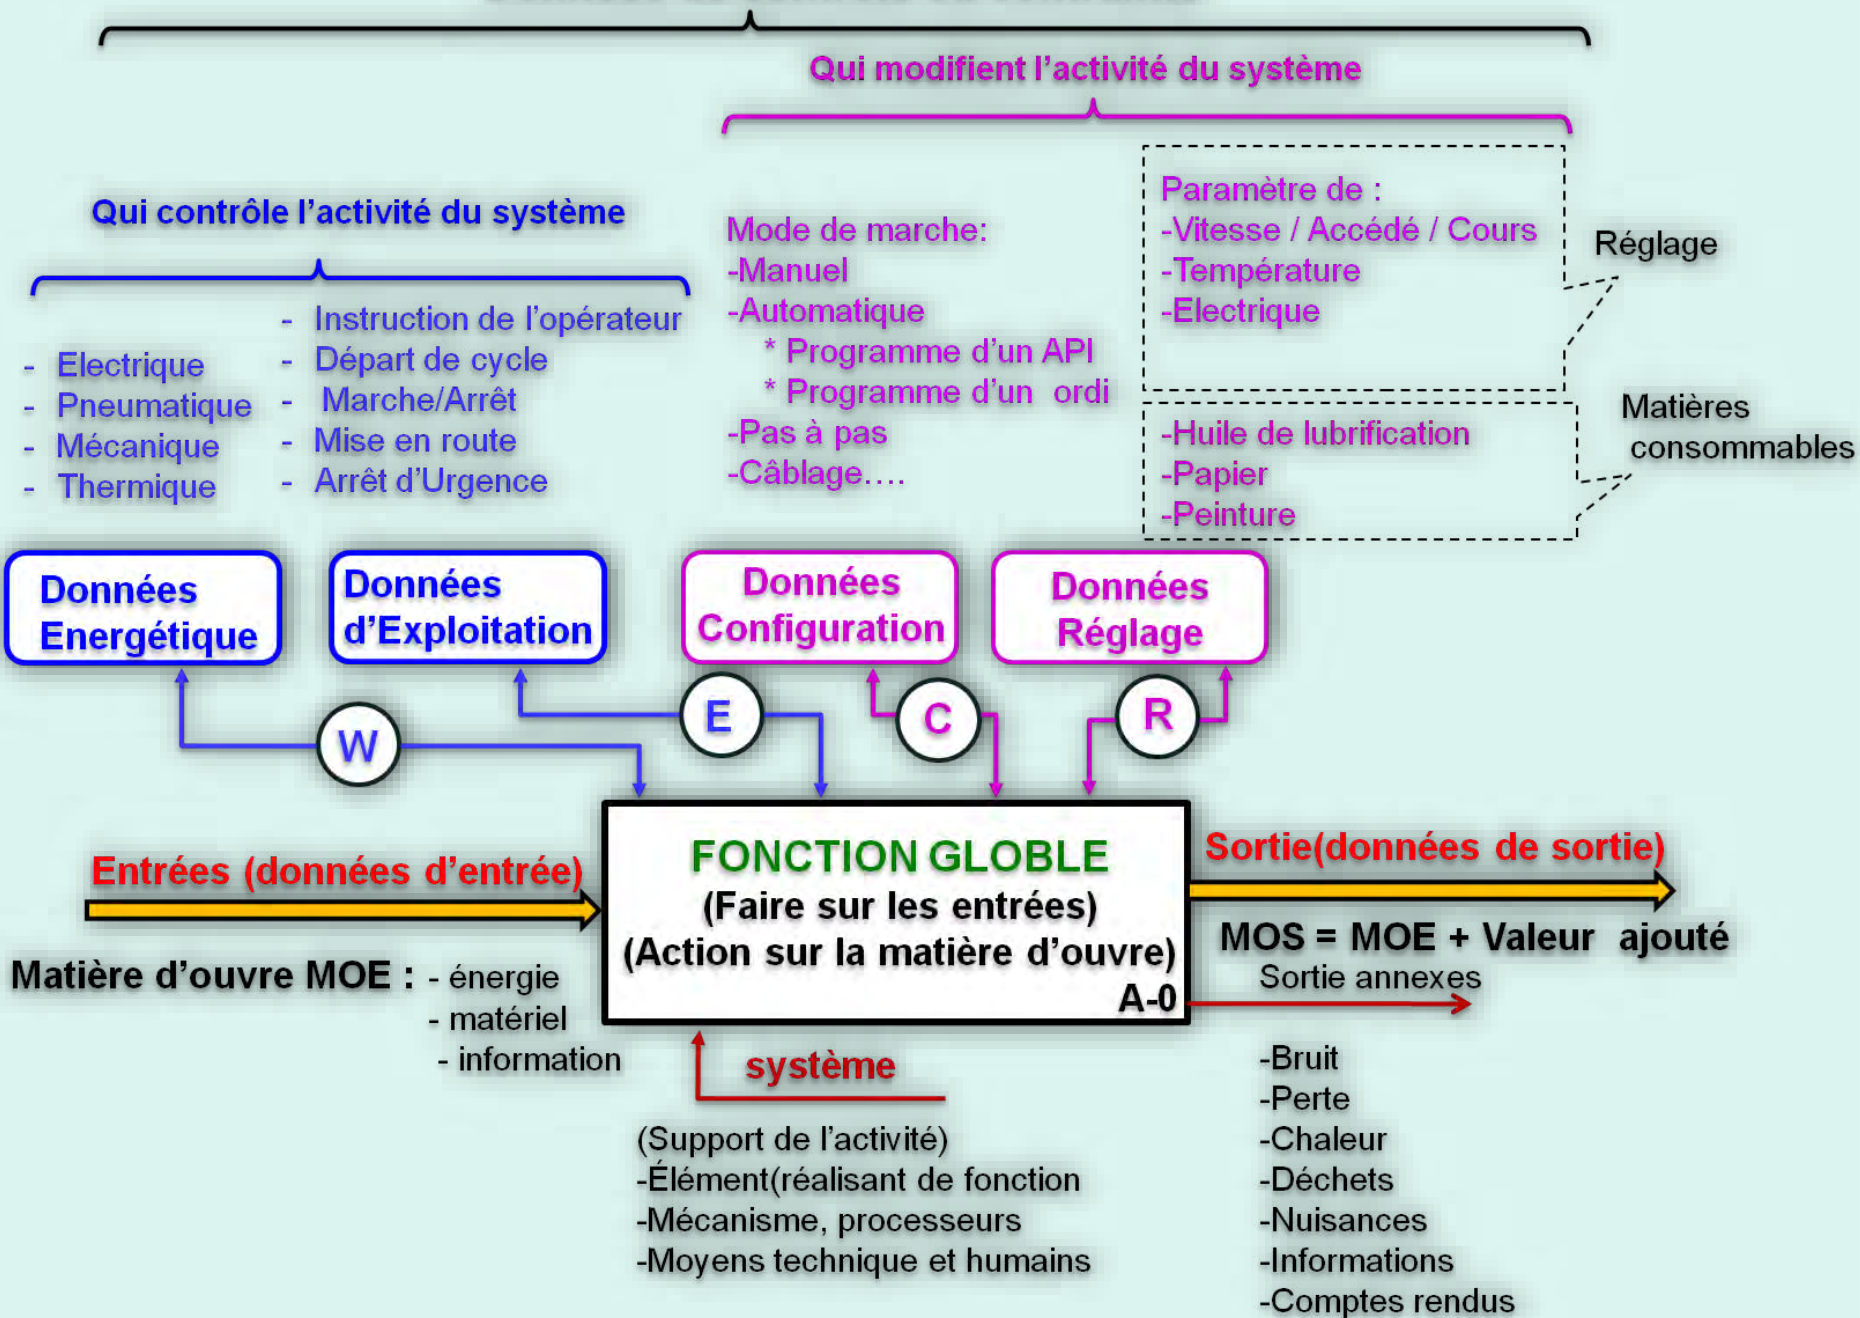 Qui modifient l’activité du système
Qui contrôle l’activité du système
- Electrique
- Pneumatique
- Mécanique
- Thermique
- Instruction de l’opérateur
- Départ de cycle
- Marche/Arrêt
- Mise en route
- Arrêt d’Urgence
Mode de marche:
-Manuel
-Automatique
* Programme d’un API
* Programme d’un ordi
-Pas à pas
-Câblage….
Paramètre de :
-Vitesse / Accédé / Cours
-Température
-Electrique
Réglage
-Huile de lubrification
-Papier
-Peinture
Matières
consommables
Données
Energétique
Données
d’Exploitation
Données
Configuration
Données
Réglage
W
E
C
R
Entrées (données d’entrée)
Matière d’ouvre MOE : - énergie
- matériel
- information
FONCTION GLOBLE
(Faire sur les entrées)
(Action sur la matière d’ouvre)
A-0
Sortie(données de sortie)
MOS = MOE + Valeur ajouté
Sortie annexes
-Bruit
-Perte
-Chaleur
-Déchets
-Nuisances
-Informations
-Comptes rendus
système
(Support de l’activité)
-Élément(réalisant de fonction
-Mécanisme, processeurs
-Moyens technique et humains